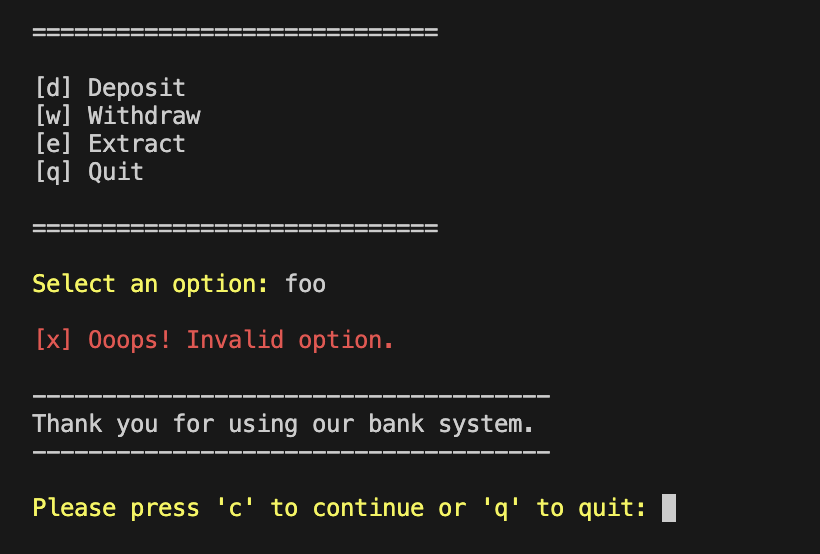 =============================
[d] Deposit
[w] Withdraw
[e] Extract
[q] Quit
=============================
Select an option: foo
[x] Ooops! Invalid option.
-------------------------------------
Thank you for using our bank system.
-------------------------------------
Please press 'c' to continue or 'q' to quit: